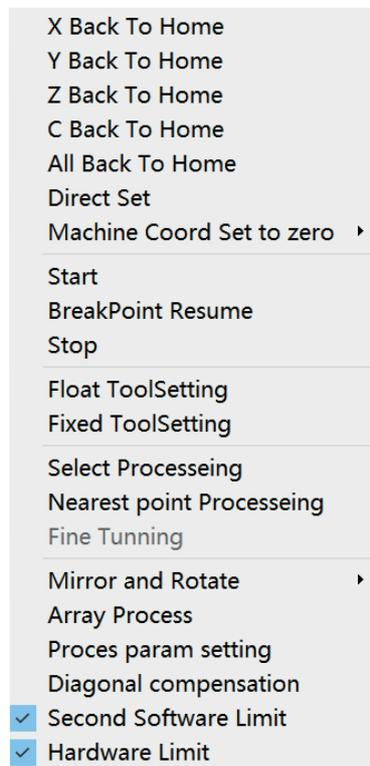 X Back To Home
Y Back To Home
Z Back To Home
C Back To Home
All Back To Home
Direct Set
Machine Coord Set to zero
Start
BreakPoint Resume
Stop
Float ToolSetting
Fixed ToolSetting
Select Processeing
Nearest point Processeing
Fine Tunning
Mirror and Rotate
Array Process
Proces param setting
Diagonal compensation
Second Software Limit
Hardware Limit